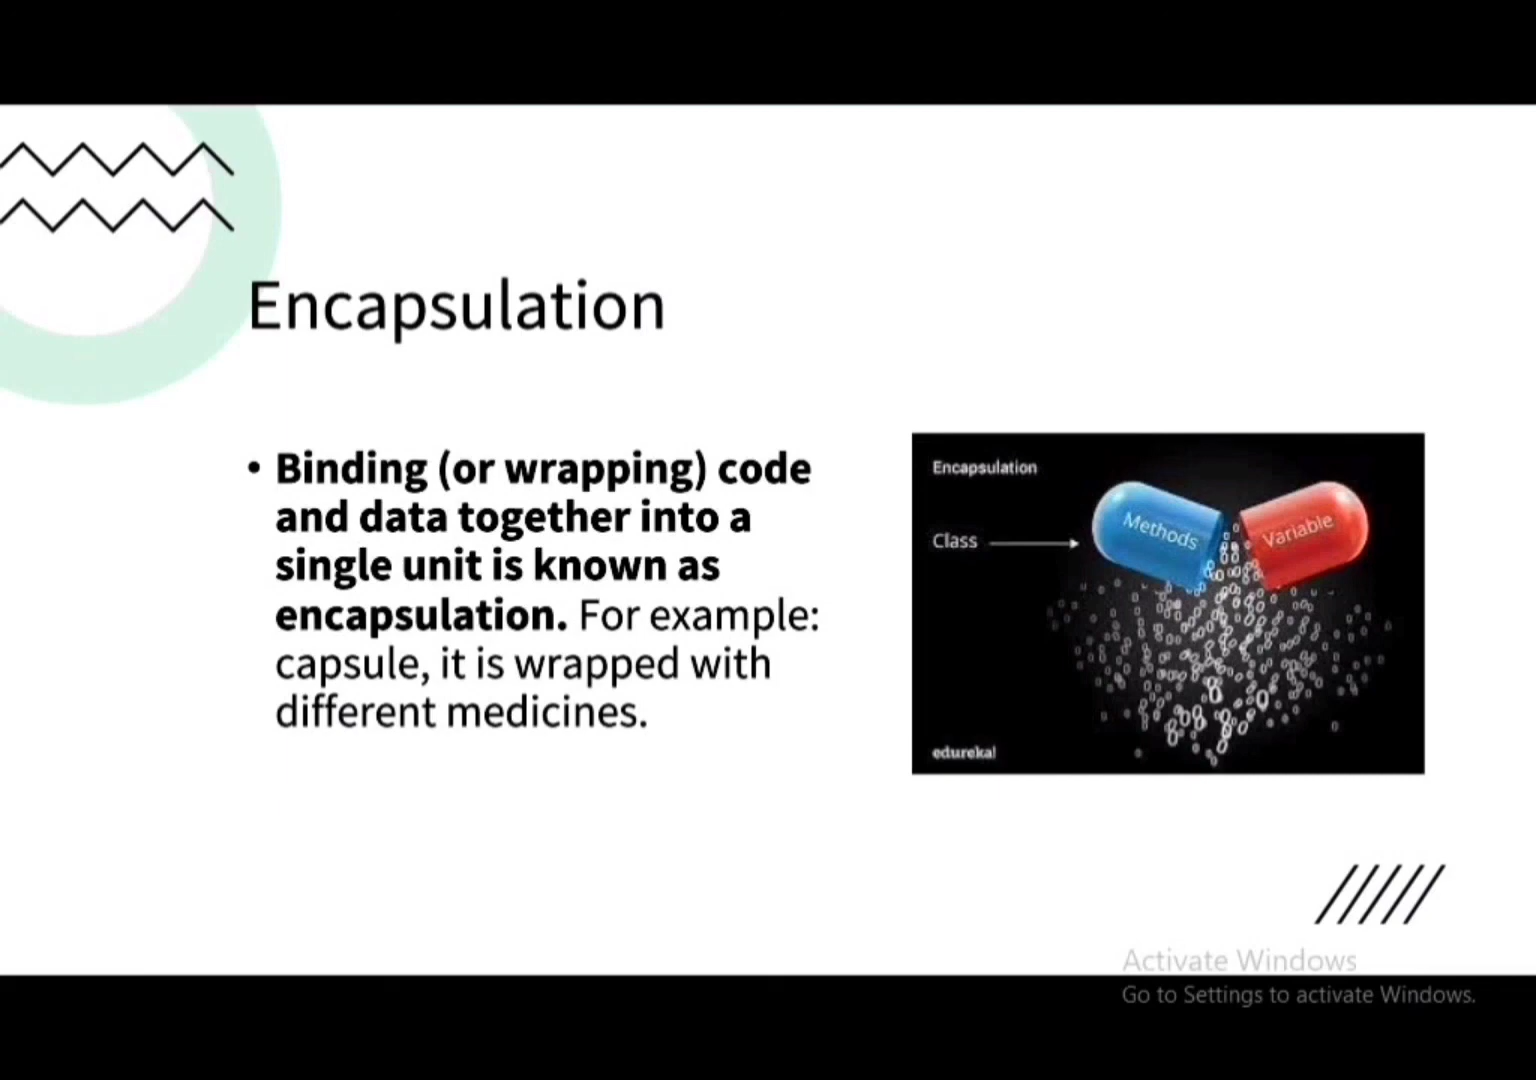 Encapsulation
• Binding (or wrapping) code
and data together into a
single unit is known as
encapsulation. For example:
capsule, it is wrapped with
different medicines.
Encapsulation
Class
Methods
Variable
edureka!
Activate Windows
Go to Settings to activate Windows.